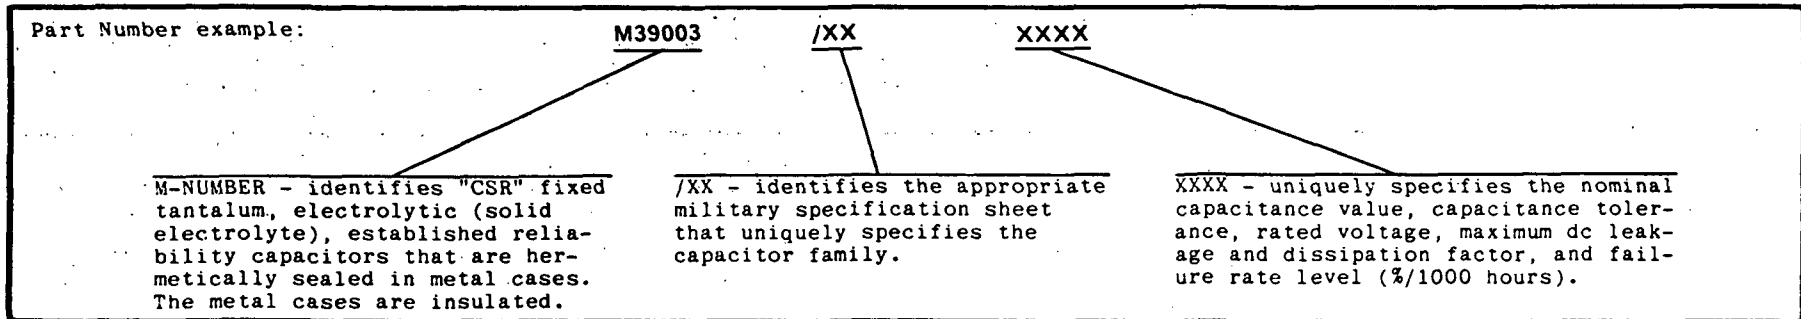 Part Number example:
M39003 /XX XXXX
M-NUMBER - identifies "CSR" fixed
tantalum, electrolytic (solid
electrolyte), established relia-
bility capacitors that are her-
metically sealed in metal cases.
The metal cases are insulated.
/XX - identifies the appropriate
military specification sheet
that uniquely specifies the
capacitor family.
XXXX - uniquely specifies the nominal
capacitance value, capacitance toler-
ance, rated voltage, maximum dc leak-
age and dissipation factor, and fail-
ure rate level (%/1000 hours).